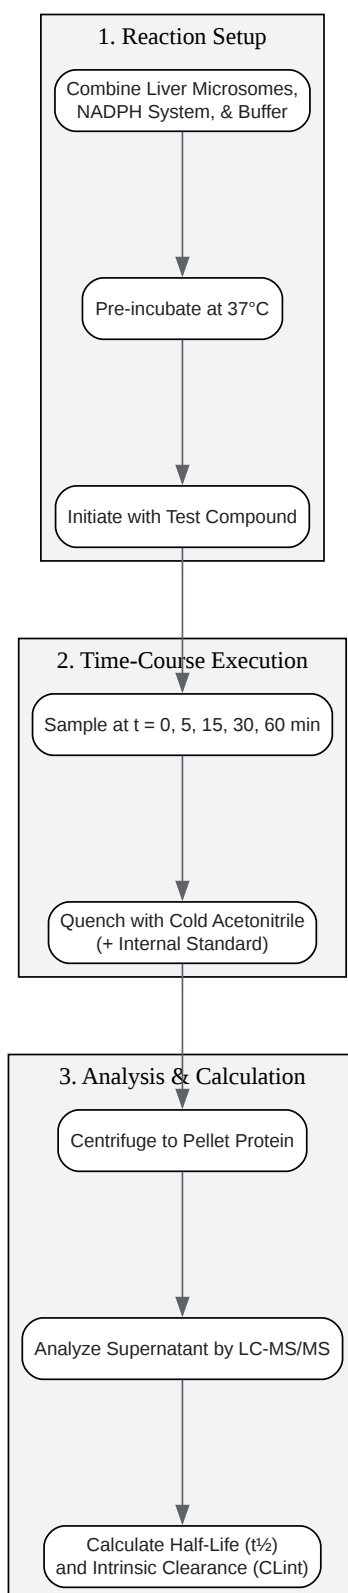 1. Reaction Setup
Combine Liver Microsomes,
NADPH System, & Buffer
Pre-incubate at 37°C
Initiate with Test Compound
2. Time-Course Execution
Sample at t = 0, 5, 15, 30, 60 min
Quench with Cold Acetonitrile
(+ Internal Standard)
3. Analysis & Calculation
Centrifuge to Pellet Protein
Analyze Supernatant by LC-MS/MS
Calculate Half-Life (t½)
and Intrinsic Clearance (CLint)